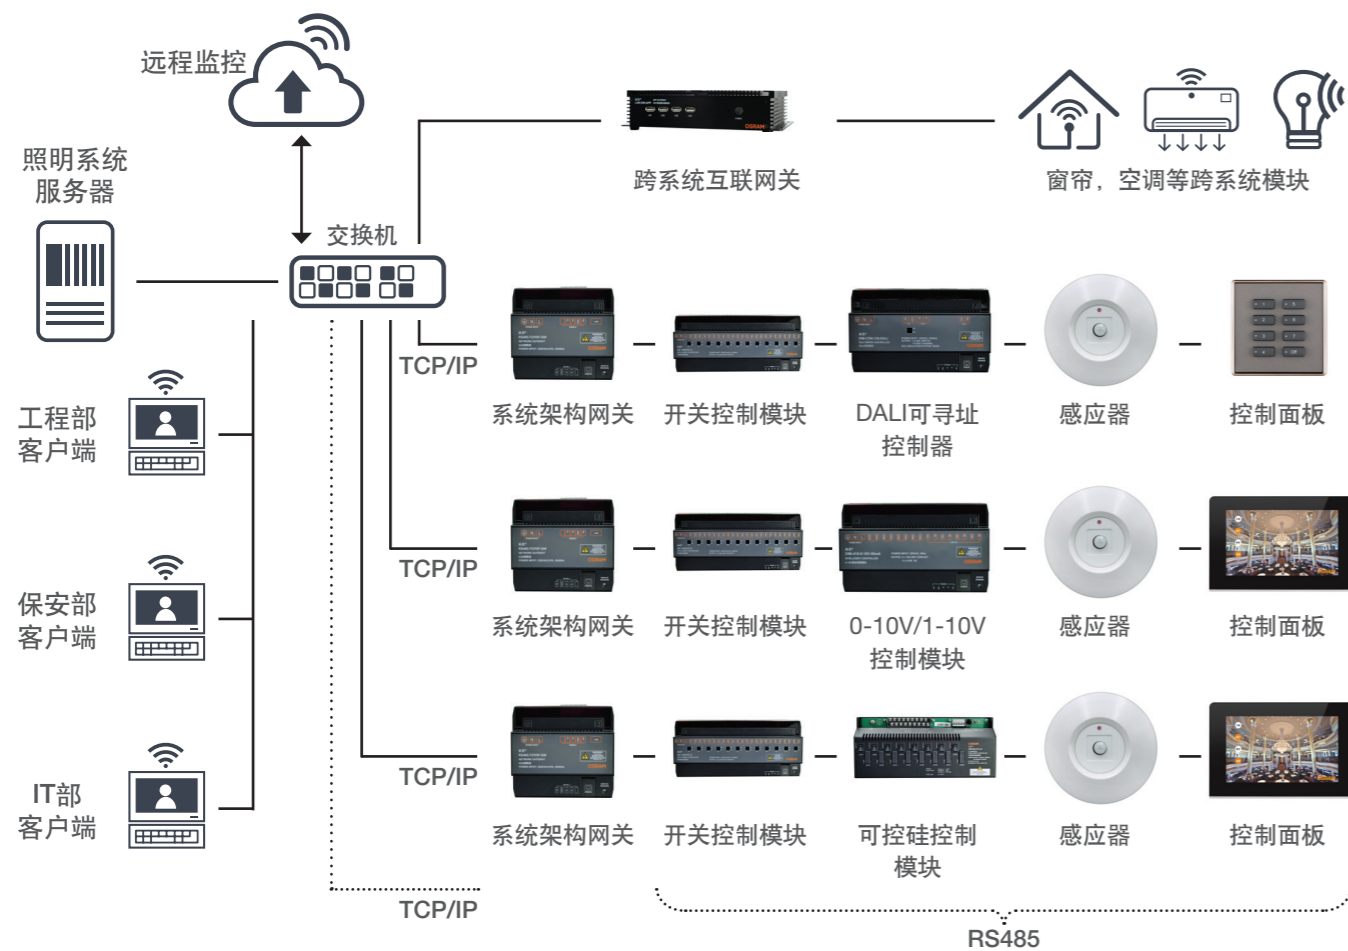 远程监控
照明系统
服务器
交换机
OSRAM
跨系统互联网关
窗帘，空调等跨系统模块
TCP/IP
系统架构网关
开关控制模块
DALI可寻址
控制器
感应器
控制面板
工程部
客户端
TCP/IP
系统架构网关
开关控制模块
0-10V/1-10V
控制模块
感应器
控制面板
保安部
客户端
TCP/IP
系统架构网关
开关控制模块
可控硅控制
模块
感应器
控制面板
IT部
客户端
TCP/IP
RS485